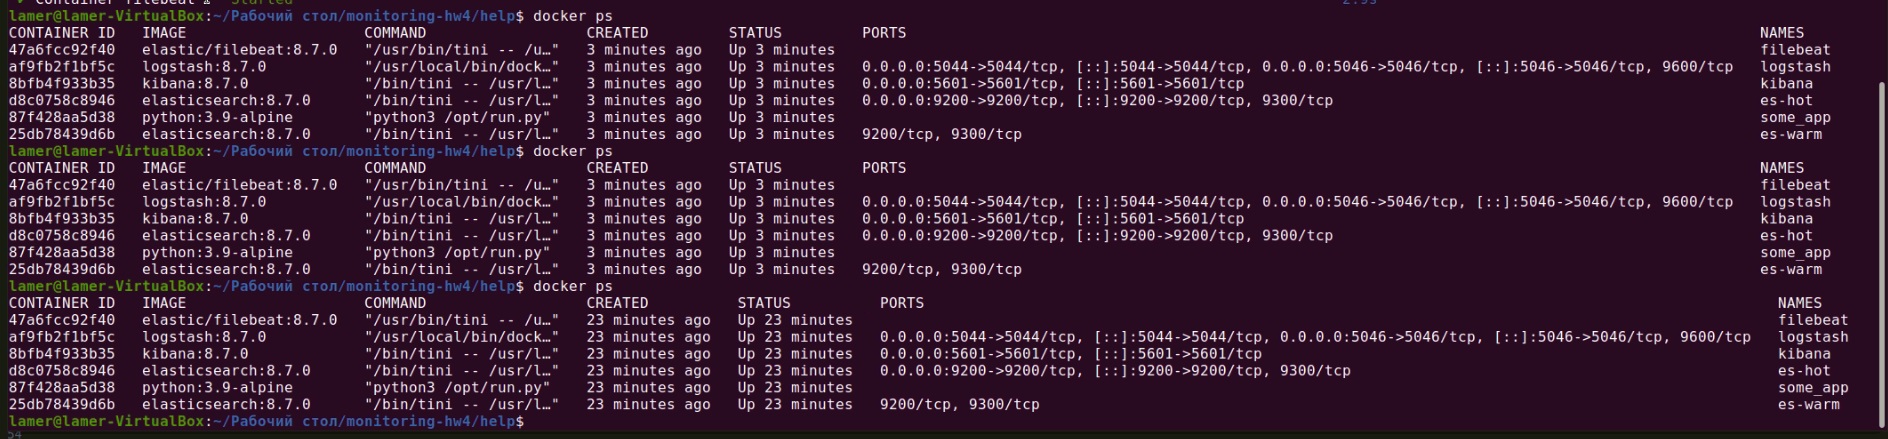 ✓ Container filebeat Started 2.9s
lamer@lamer-VirtualBox:~/Рабочий стол/monitoring-hw4/help$ docker ps
CONTAINER ID   IMAGE                    COMMAND                  CREATED         STATUS         PORTS                                                                                            NAMES
47a6fcc92f40   elastic/filebeat:8.7.0   "/usr/bin/tini -- /u…"   3 minutes ago   Up 3 minutes                                                                                                    filebeat
af9fb2f1bf5c   logstash:8.7.0           "/usr/local/bin/dock…"   3 minutes ago   Up 3 minutes   0.0.0.0:5044->5044/tcp, [::]:5044->5044/tcp, 0.0.0.0:5046->5046/tcp, [::]:5046->5046/tcp, 9600/tcp   logstash
8bfb4f933b35   kibana:8.7.0             "/bin/tini -- /usr/l…"   3 minutes ago   Up 3 minutes   0.0.0.0:5601->5601/tcp, [::]:5601->5601/tcp                                                      kibana
d8c0758c8946   elasticsearch:8.7.0      "/bin/tini -- /usr/l…"   3 minutes ago   Up 3 minutes   0.0.0.0:9200->9200/tcp, [::]:9200->9200/tcp, 9300/tcp                                            es-hot
87f428aa5d38   python:3.9-alpine        "python3 /opt/run.py"    3 minutes ago   Up 3 minutes                                                                                                    some_app
25db78439d6b   elasticsearch:8.7.0      "/bin/tini -- /usr/l…"   3 minutes ago   Up 3 minutes   9200/tcp, 9300/tcp                                                                               es-warm
lamer@lamer-VirtualBox:~/Рабочий стол/monitoring-hw4/help$ docker ps
CONTAINER ID   IMAGE                    COMMAND                  CREATED         STATUS         PORTS                                                                                            NAMES
47a6fcc92f40   elastic/filebeat:8.7.0   "/usr/bin/tini -- /u…"   3 minutes ago   Up 3 minutes                                                                                                    filebeat
af9fb2f1bf5c   logstash:8.7.0           "/usr/local/bin/dock…"   3 minutes ago   Up 3 minutes   0.0.0.0:5044->5044/tcp, [::]:5044->5044/tcp, 0.0.0.0:5046->5046/tcp, [::]:5046->5046/tcp, 9600/tcp   logstash
8bfb4f933b35   kibana:8.7.0             "/bin/tini -- /usr/l…"   3 minutes ago   Up 3 minutes   0.0.0.0:5601->5601/tcp, [::]:5601->5601/tcp                                                      kibana
d8c0758c8946   elasticsearch:8.7.0      "/bin/tini -- /usr/l…"   3 minutes ago   Up 3 minutes   0.0.0.0:9200->9200/tcp, [::]:9200->9200/tcp, 9300/tcp                                            es-hot
87f428aa5d38   python:3.9-alpine        "python3 /opt/run.py"    3 minutes ago   Up 3 minutes                                                                                                    some_app
25db78439d6b   elasticsearch:8.7.0      "/bin/tini -- /usr/l…"   3 minutes ago   Up 3 minutes   9200/tcp, 9300/tcp                                                                               es-warm
lamer@lamer-VirtualBox:~/Рабочий стол/monitoring-hw4/help$ docker ps
CONTAINER ID   IMAGE                    COMMAND                  CREATED          STATUS          PORTS                                                                                            NAMES
47a6fcc92f40   elastic/filebeat:8.7.0   "/usr/bin/tini -- /u…"   23 minutes ago   Up 23 minutes                                                                                                    filebeat
af9fb2f1bf5c   logstash:8.7.0           "/usr/local/bin/dock…"   23 minutes ago   Up 23 minutes   0.0.0.0:5044->5044/tcp, [::]:5044->5044/tcp, 0.0.0.0:5046->5046/tcp, [::]:5046->5046/tcp, 9600/tcp   logstash
8bfb4f933b35   kibana:8.7.0             "/bin/tini -- /usr/l…"   23 minutes ago   Up 23 minutes   0.0.0.0:5601->5601/tcp, [::]:5601->5601/tcp                                                      kibana
d8c0758c8946   elasticsearch:8.7.0      "/bin/tini -- /usr/l…"   23 minutes ago   Up 23 minutes   0.0.0.0:9200->9200/tcp, [::]:9200->9200/tcp, 9300/tcp                                            es-hot
87f428aa5d38   python:3.9-alpine        "python3 /opt/run.py"    23 minutes ago   Up 23 minutes                                                                                                    some_app
25db78439d6b   elasticsearch:8.7.0      "/bin/tini -- /usr/l…"   23 minutes ago   Up 23 minutes   9200/tcp, 9300/tcp                                                                               es-warm
lamer@lamer-VirtualBox:~/Рабочий стол/monitoring-hw4/help$
54